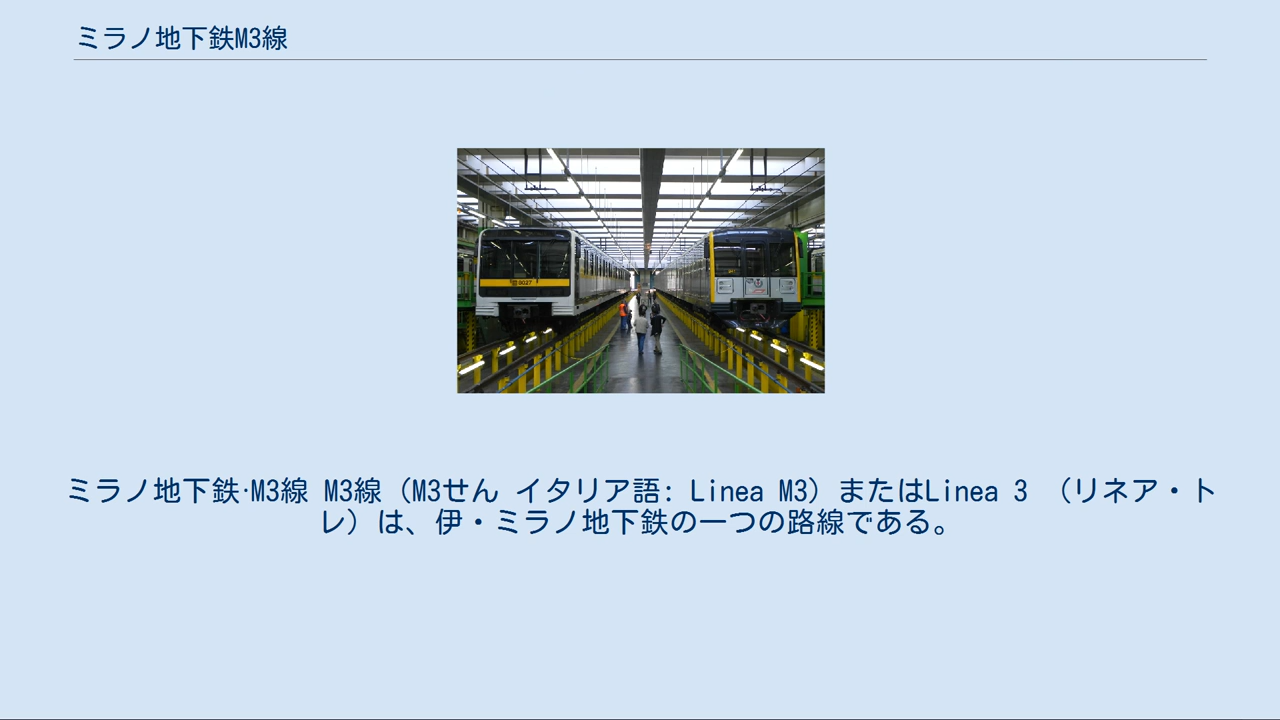 ミラノ地下鉄M3線
ミラノ地下鉄·M3線 M3線（M3せん イタリア語: Linea M3）またはLinea 3 （リネア・ト
レ）は、伊・ミラノ地下鉄の一つの路線である。